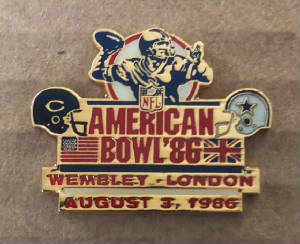 NFL
AMERICAN
BOWL '86
WEMBLEY - LONDON
AUGUST 3, 1986